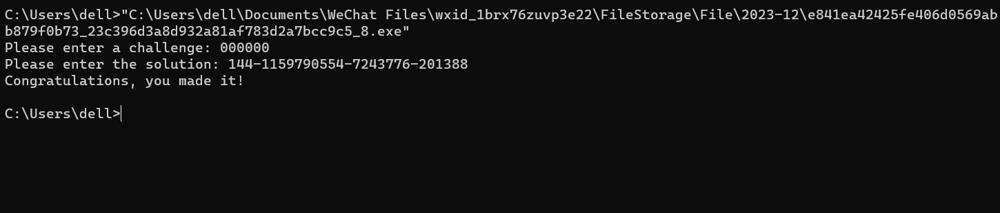 C:\Users\dell>"C:\Users\dell\Documents\WeChat Files\wxid_1brx76zuvp3e22\FileStorage\File\2023-12\e841ea42425fe406d0569ab
b879f0b73_23c396d3a8d932a81af783d2a7bcc9c5_8.exe"
Please enter a challenge: 000000
Please enter the solution: 144-1159790554-7243776-201388
Congratulations, you made it!
C:\Users\dell>